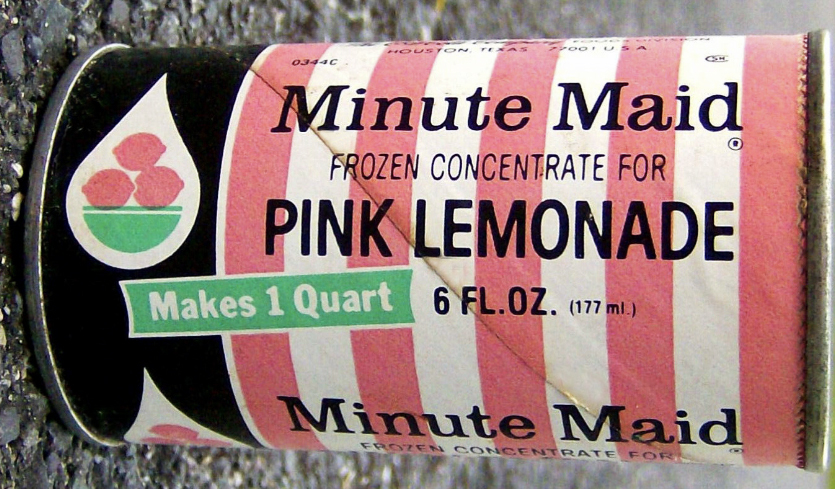 HOUSTON, TEXAS 77001 U S A
0344C
SK
Minute Maid®
FROZEN CONCENTRATE FOR
PINK LEMONADE
Makes 1 Quart
6 FL.OZ. (177 ml.)
Minute Maid®
FROZEN CONCENTRATE FOR